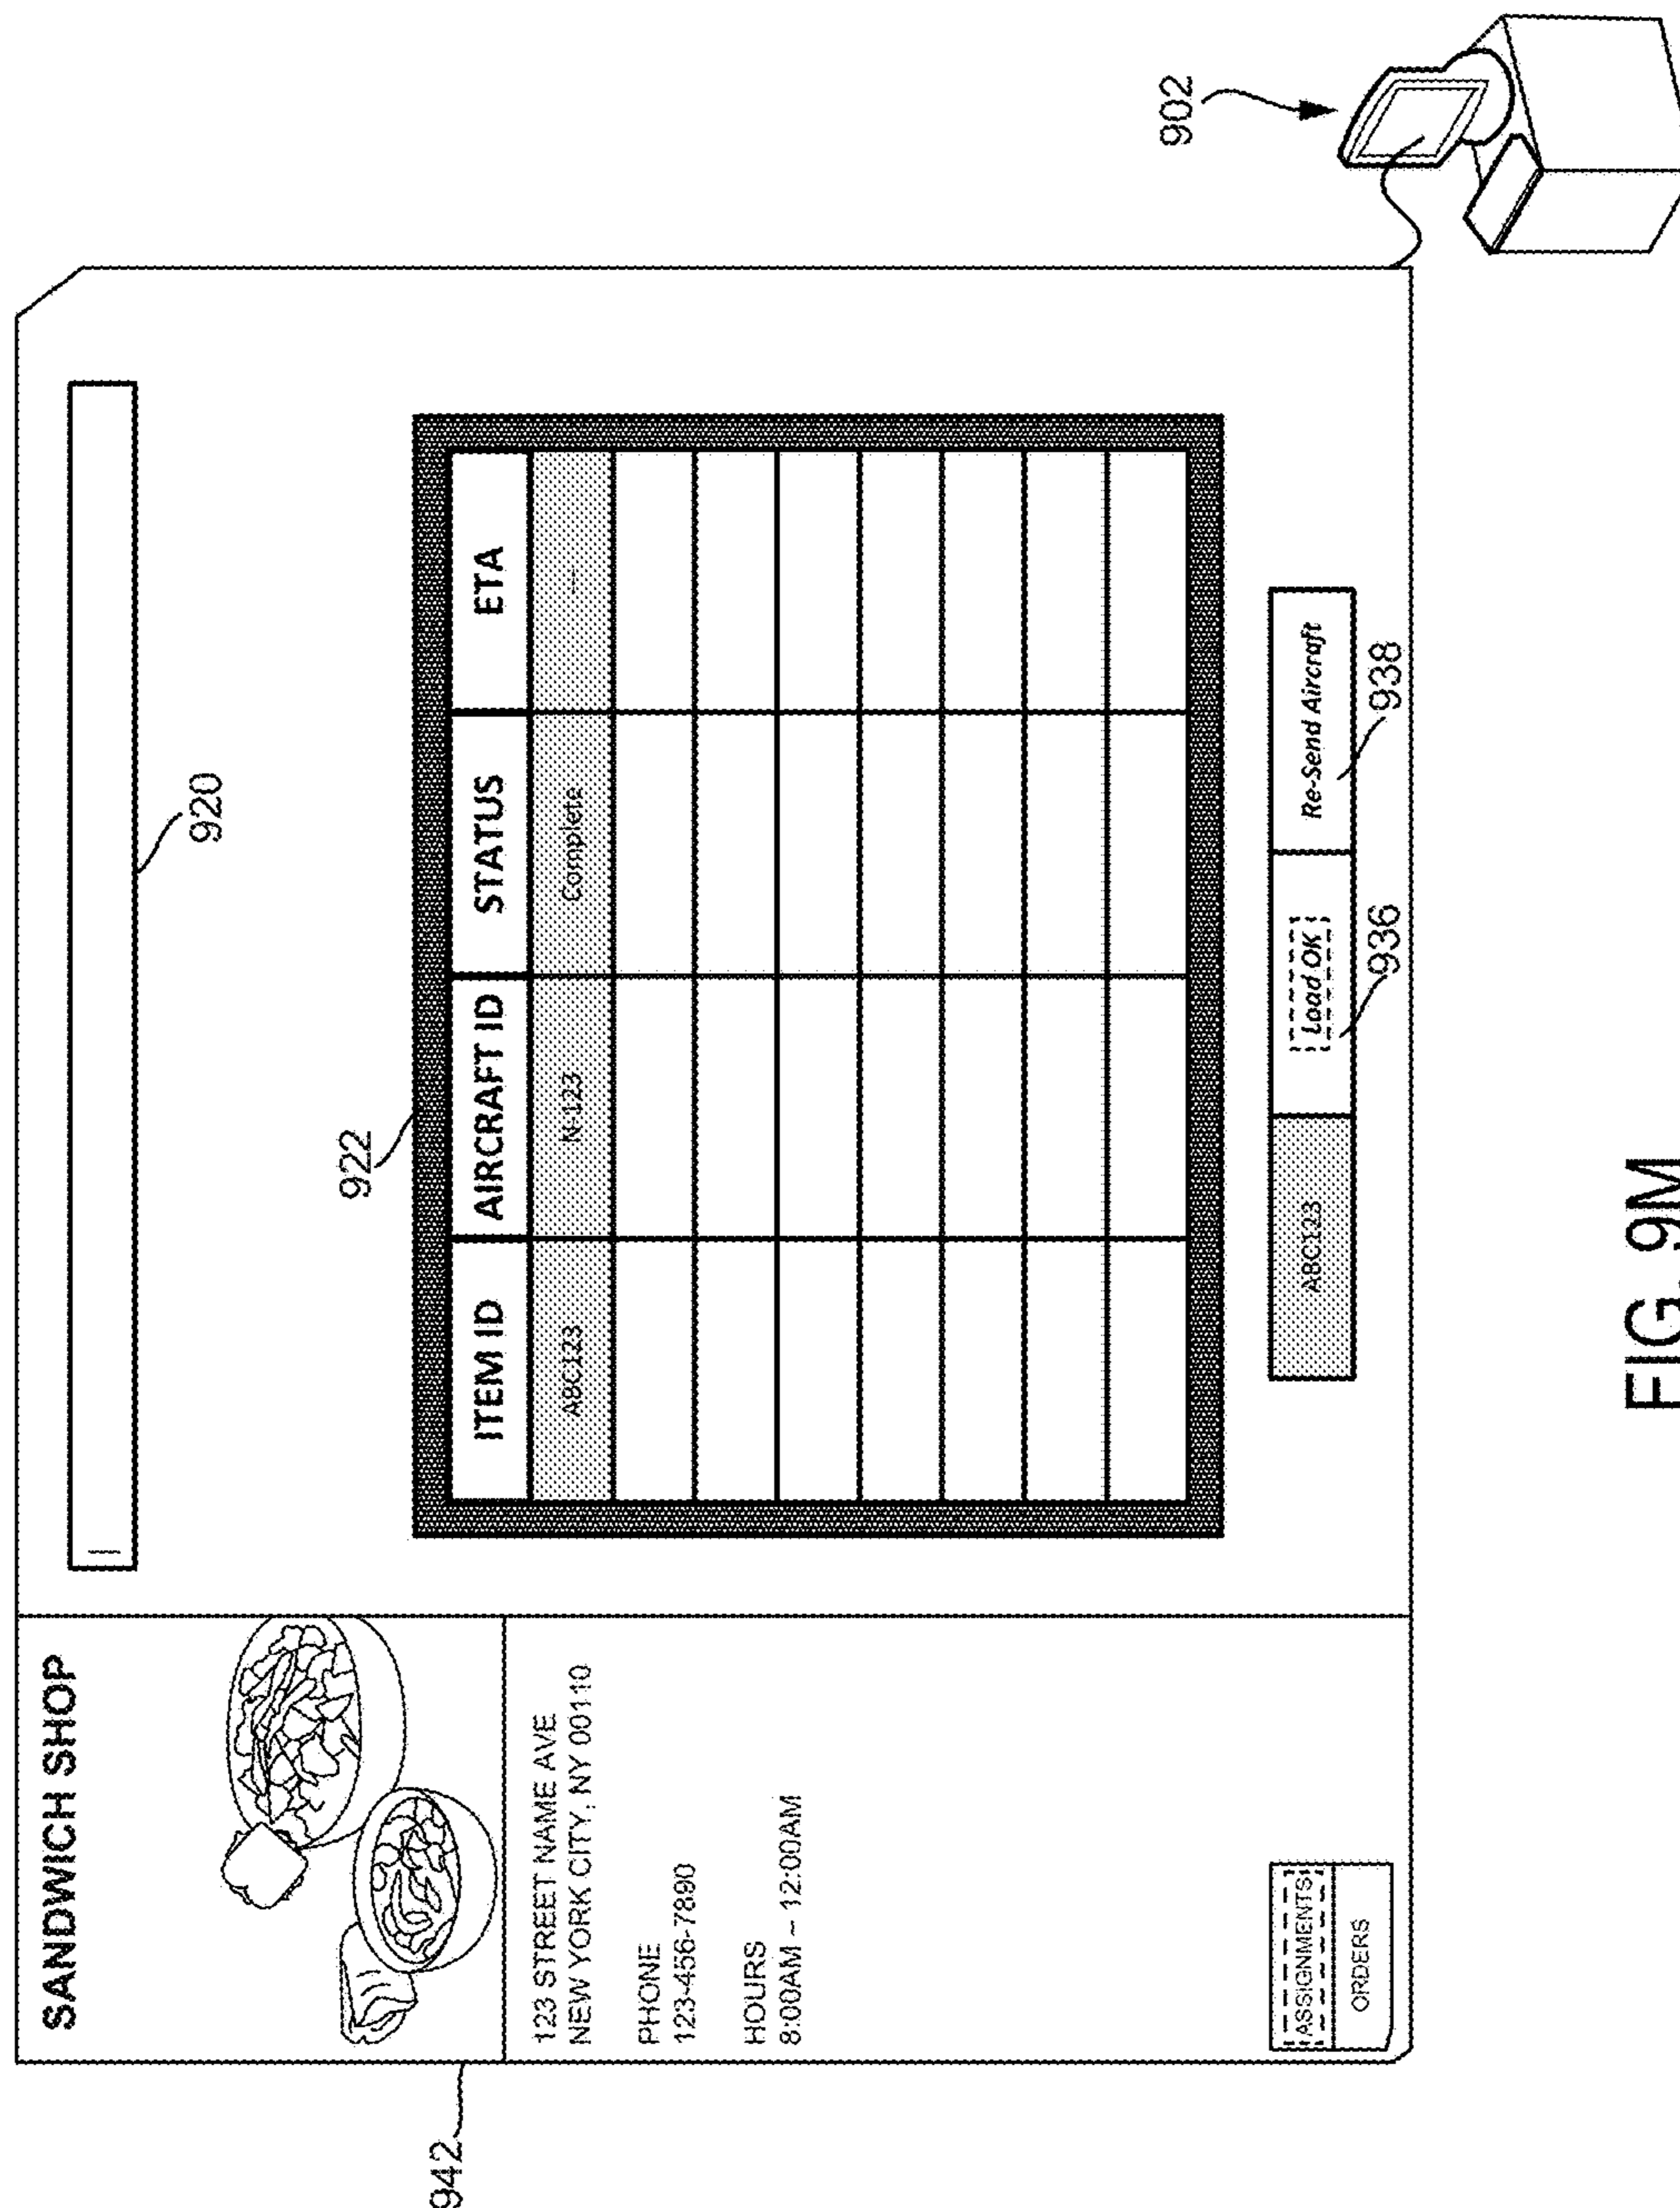 SANDWICH SHOP
942
123 STREET NAME AVE
NEW YORK CITY, NY 00110
PHONE
123-456-7890
HOURS
8:00AM – 12:00AM
ASSIGNMENTS
ORDERS
920
922
ITEM ID AIRCRAFT ID STATUS ETA
ABC123 N-123 Complete --
ABC123 Load OK Re-Send Aircraft
936 938
902
FIG. 9M